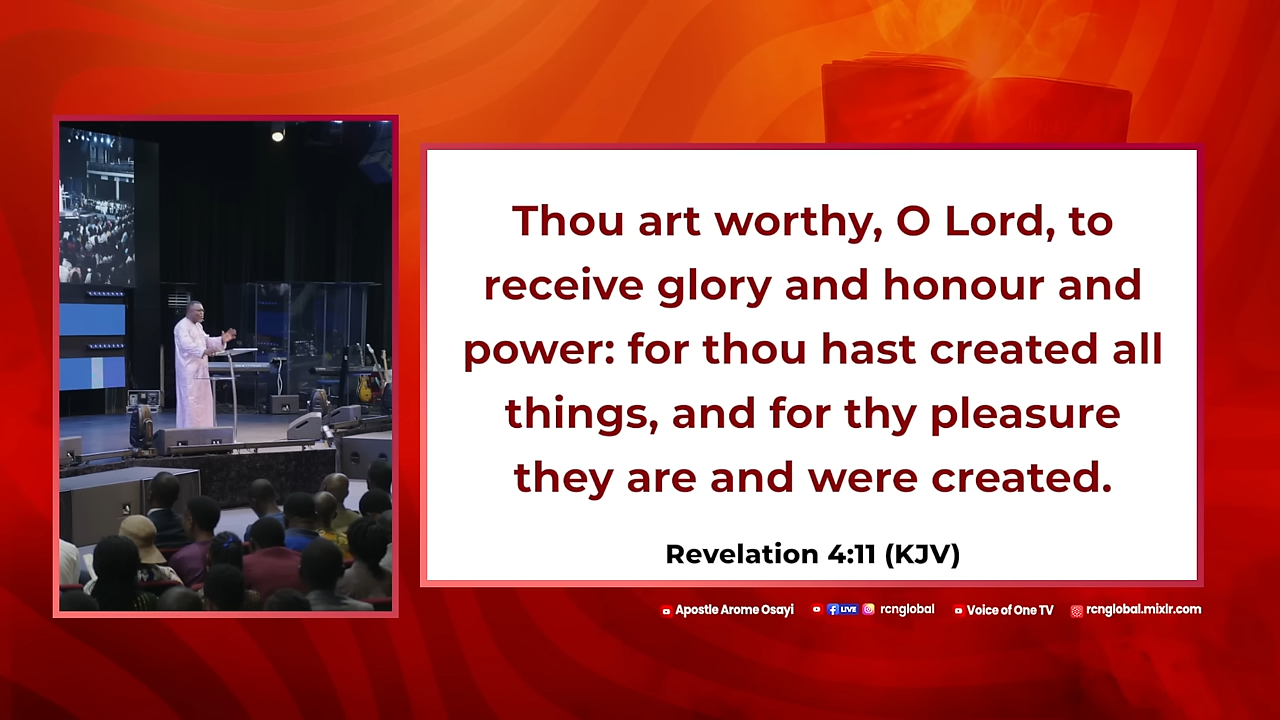 Thou art worthy, O Lord, to
receive glory and honour and
power: for thou hast created all
things, and for thy pleasure
they are and were created.
Revelation 4:11 (KJV)
Apostle Arome Osayi LIVE rcnglobal Voice of One TV rcnglobal.mixlr.com